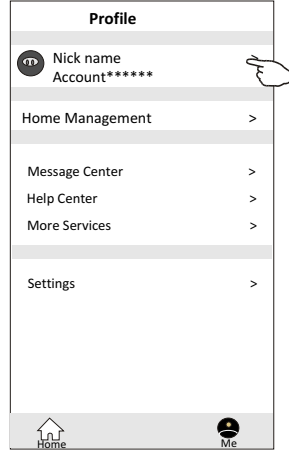 Profile
Nick name
Account******
Home Management >
Message Center >
Help Center >
More Services >
Settings >
Home Me